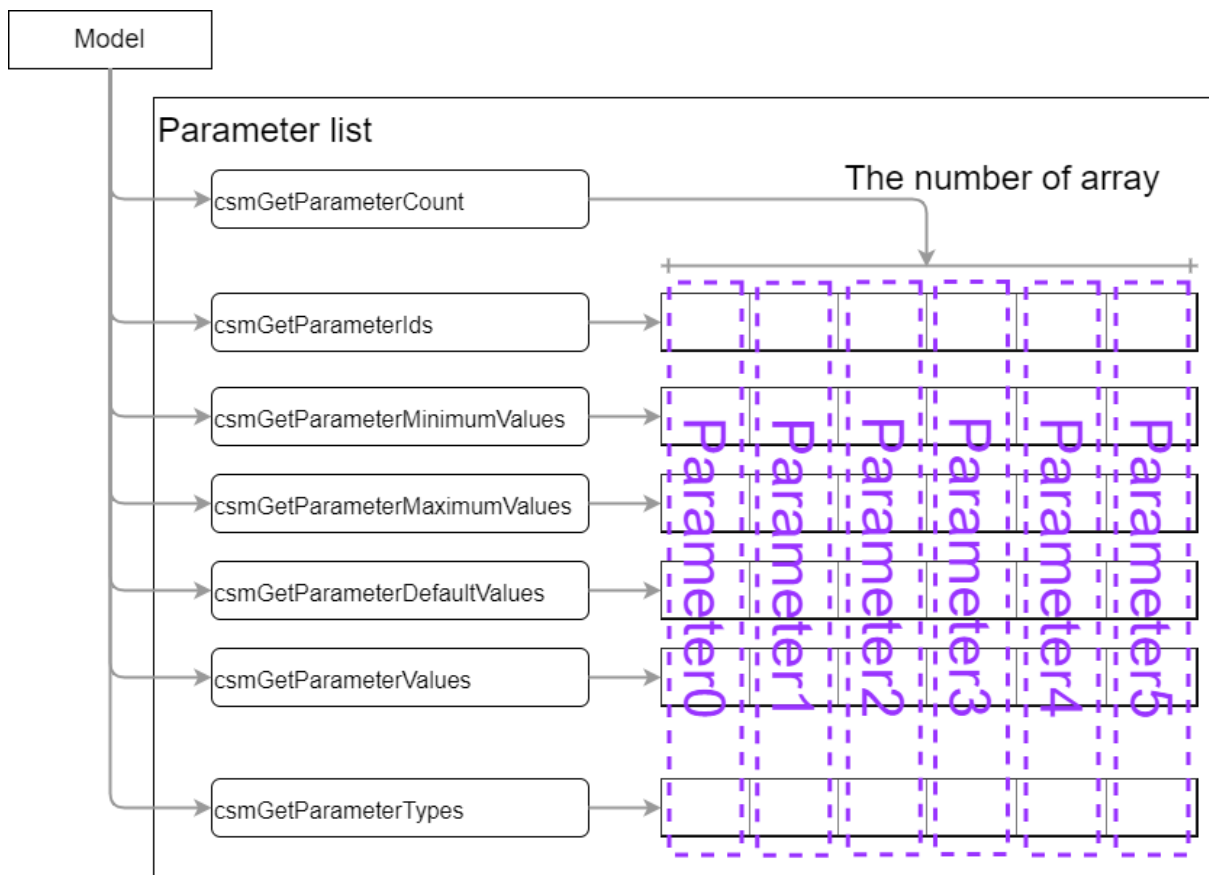 Model
Parameter list
The number of array
csmGetParameterCount
csmGetParameterIds
csmGetParameterMinimumValues
csmGetParameterMaximumValues
csmGetParameterDefaultValues
csmGetParameterValues
csmGetParameterTypes
Parameter0
Parameter1
Parameter2
Parameter3
Parameter4
Parameter5